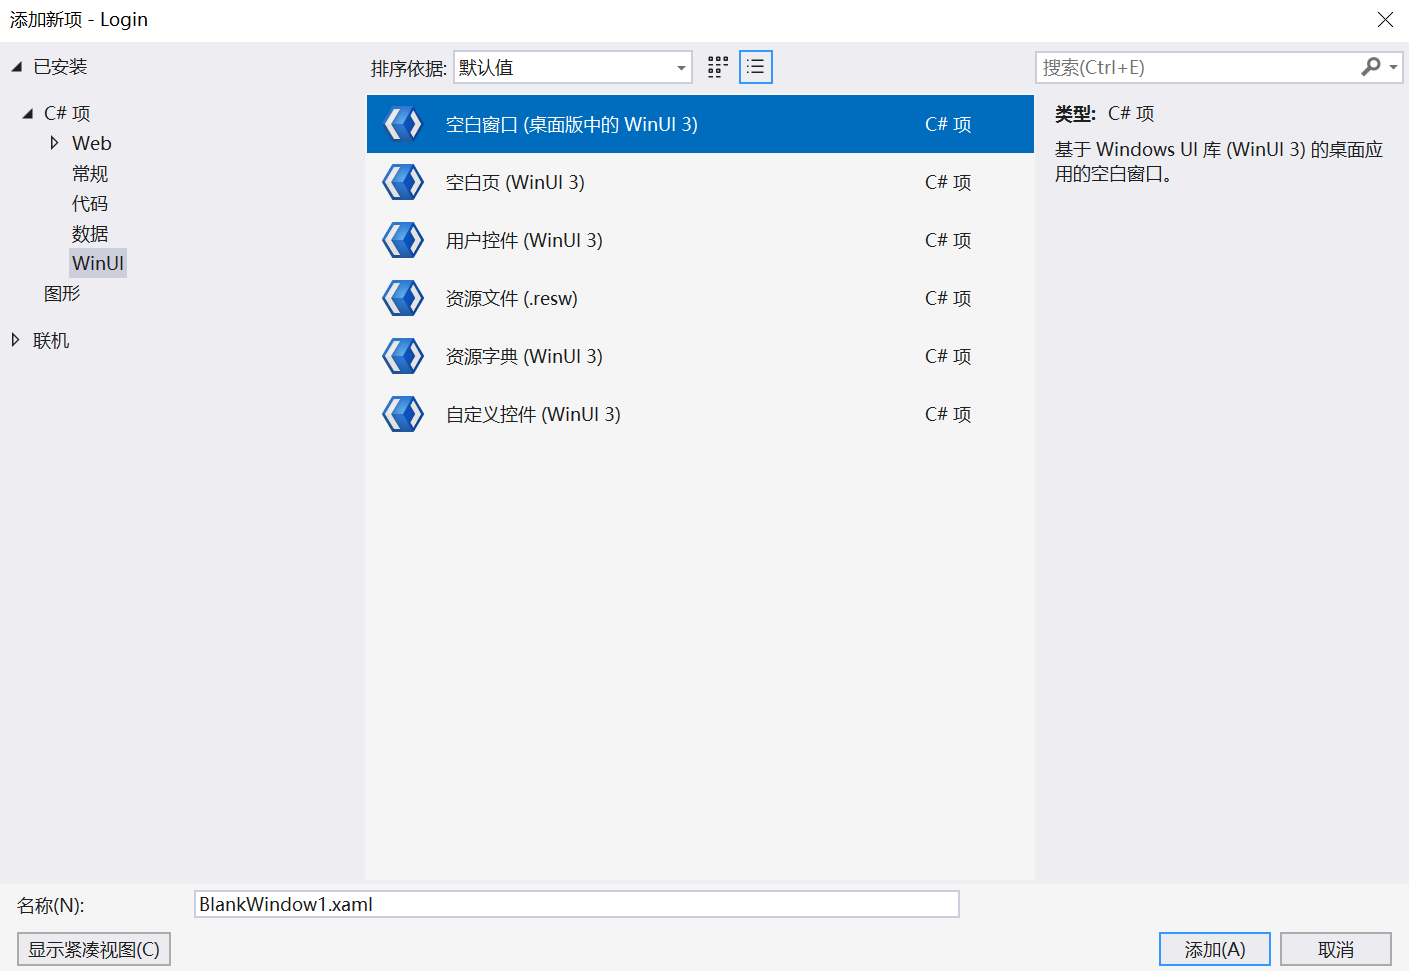 添加新项 - Login
已安装
C# 项
Web
常规
代码
数据
WinUI
图形
联机
排序依据: 默认值
搜索(Ctrl+E)
空白窗口 (桌面版中的 WinUI 3) C# 项
空白页 (WinUI 3) C# 项
用户控件 (WinUI 3) C# 项
资源文件 (.resw) C# 项
资源字典 (WinUI 3) C# 项
自定义控件 (WinUI 3) C# 项
类型: C# 项
基于 Windows UI 库 (WinUI 3) 的桌面应
用的空白窗口。
名称(N): BlankWindow1.xaml
显示紧凑视图(C) 添加(A) 取消